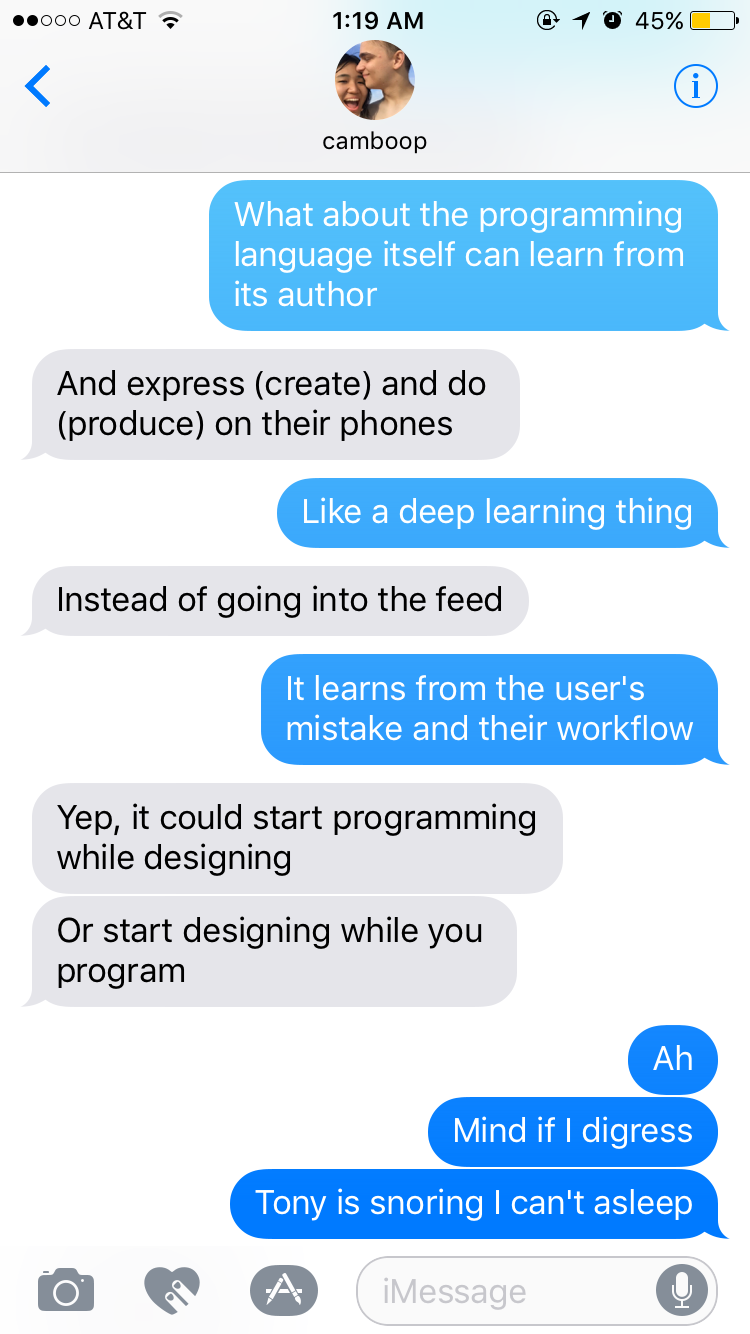 AT&T 1:19 AM 45%
camboop
What about the programming
language itself can learn from
its author
And express (create) and do
(produce) on their phones
Like a deep learning thing
Instead of going into the feed
It learns from the user's
mistake and their workflow
Yep, it could start programming
while designing
Or start designing while you
program
Ah
Mind if I digress
Tony is snoring I can't asleep
iMessage